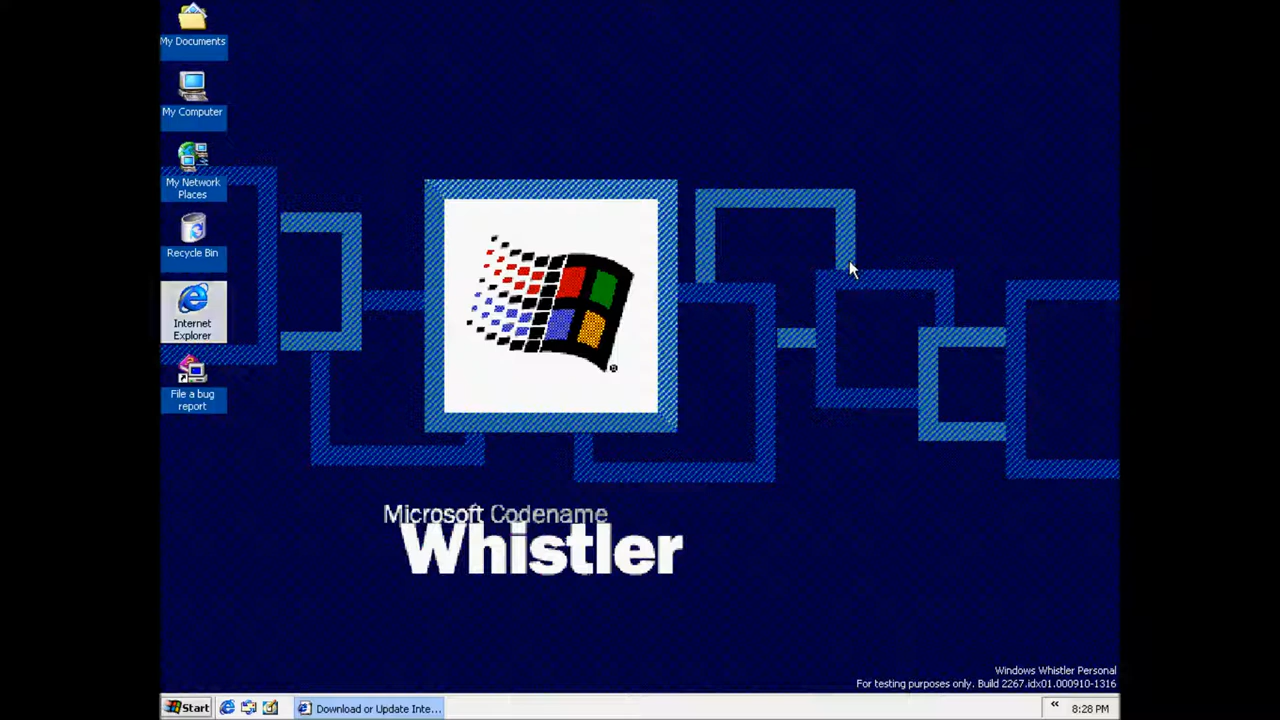 My Documents
My Computer
My Network
Places
Recycle Bin
Internet
Explorer
File a bug
report
®
Microsoft Codename
Whistler
Windows Whistler Personal
For testing purposes only. Build 2267.idx01.000910-1316
Start
Download or Update Inte...
8:28 PM